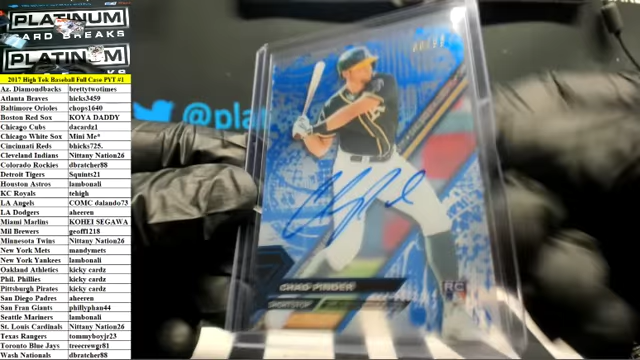 PLATINUM
CARD BREAKS
PLATINUM
2017 High Tek Baseball Full Case PYT #1
Az. Diamondbacks brettytwotimes
Atlanta Braves hicks3459
Baltimore Orioles chops1640
Boston Red Sox KOYA DADDY
Chicago Cubs dacardz1
Chicago White Sox Mini Me*
Cincinnati Reds bhicks725.
Cleveland Indians Nittany Nation26
Colorado Rockies dbratcher88
Detroit Tigers Squints21
Houston Astros lambonali
KC Royals tehigh
LA Angels COMC dalando73
LA Dodgers aheeren
Miami Marlins KOHEI SEGAWA
Mil Brewers geoff1218
Minnesota Twins Nittany Nation26
New York Mets mandymets
New York Yankees lambonali
Oakland Athletics kicky cardz
Phil. Phillies kicky cardz
Pittsburgh Pirates kicky cardz
San Diego Padres aheeren
San Fran Giants phillyphan44
Seattle Mariners lambonali
St. Louis Cardinals Nittany Nation26
Texas Rangers tommyboyjr23
Toronto Blue Jays treecrewgr81
Wash Nationals dbratcher88
@pla
CHAD PINDER
SHORTSTOP
RC